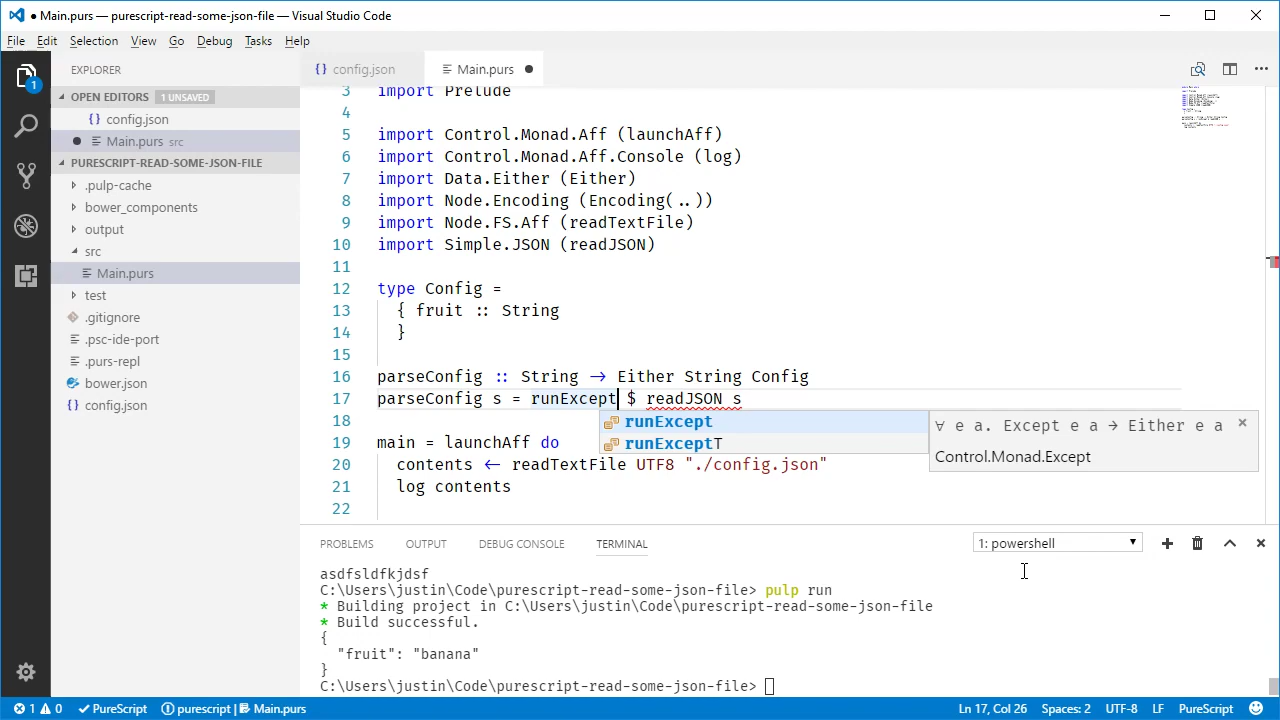 ● Main.purs — purescript-read-some-json-file — Visual Studio Code
File Edit Selection View Go Debug Tasks Help
EXPLORER
OPEN EDITORS 1 UNSAVED
{} config.json
● Main.purs src
PURESCRIPT-READ-SOME-JSON-FILE
.pulp-cache
bower_components
output
src
Main.purs
test
.gitignore
.psc-ide-port
.purs-repl
bower.json
{} config.json
1
{} config.json
Main.purs ●
3 import Prelude
4
5 import Control.Monad.Aff (launchAff)
6 import Control.Monad.Aff.Console (log)
7 import Data.Either (Either)
8 import Node.Encoding (Encoding(..))
9 import Node.FS.Aff (readTextFile)
10 import Simple.JSON (readJSON)
11
12 type Config =
13 { fruit :: String
14 }
15
16 parseConfig :: String → Either String Config
17 parseConfig s = runExcept $ readJSON s
18
19 main = launchAff do
20 contents ← readTextFile UTF8 "./config.json"
21 log contents
22
runExcept
runExceptT
∀ e a. Except e a → Either e a
Control.Monad.Except
PROBLEMS OUTPUT DEBUG CONSOLE TERMINAL
1: powershell
asdfsldfkjdsf
C:\Users\justin\Code\purescript-read-some-json-file> pulp run
* Building project in C:\Users\justin\Code\purescript-read-some-json-file
* Build successful.
{
"fruit": "banana"
}
C:\Users\justin\Code\purescript-read-some-json-file>
1 0 PureScript purescript | Main.purs
Ln 17, Col 26 Spaces: 2 UTF-8 LF PureScript